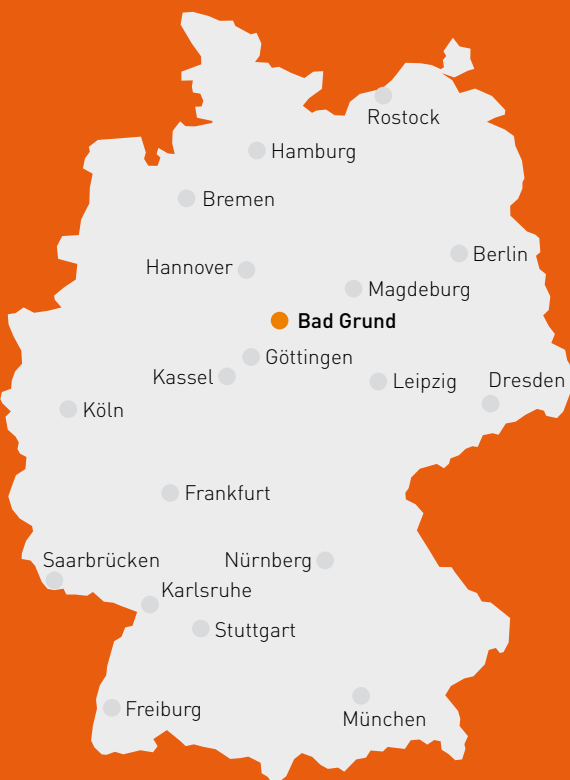 Rostock
Hamburg
Bremen
Berlin
Hannover
Magdeburg
Bad Grund
Göttingen
Kassel
Leipzig
Dresden
Köln
Frankfurt
Saarbrücken
Nürnberg
Karlsruhe
Stuttgart
Freiburg
München